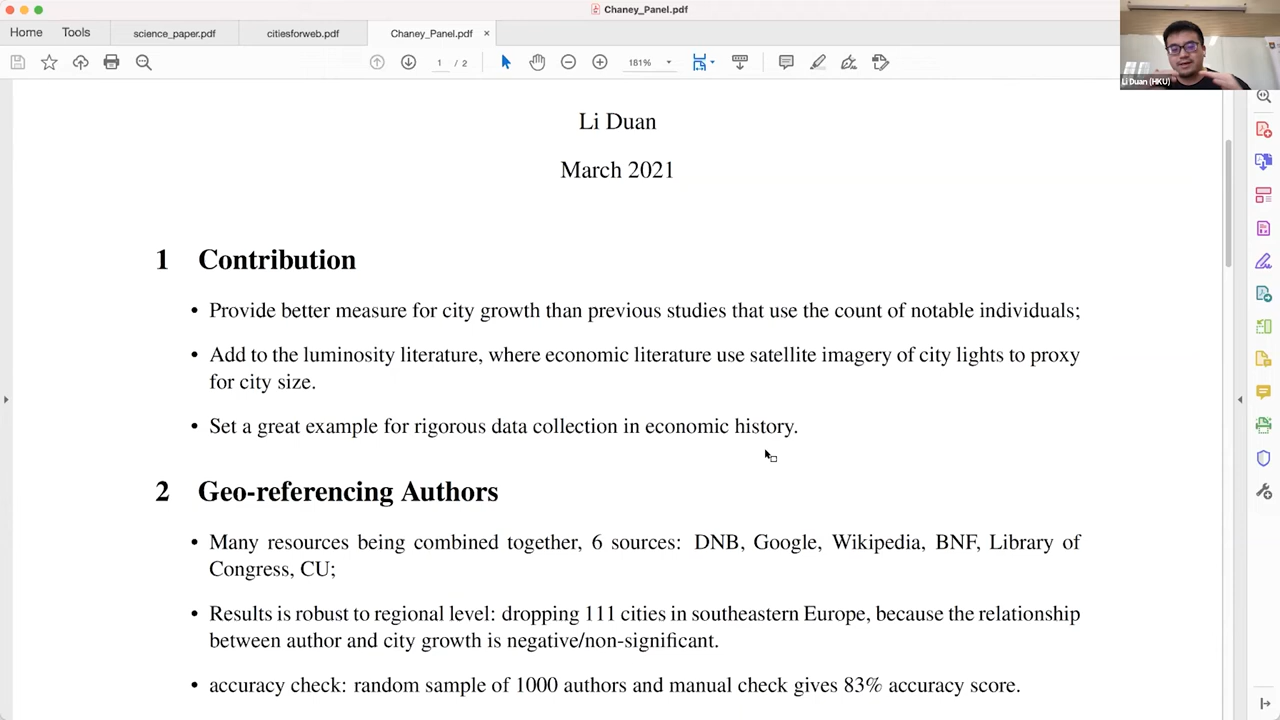 Chaney_Panel.pdf
Home Tools science_paper.pdf citiesforweb.pdf Chaney_Panel.pdf ×
1 / 2 181%
Li Duan (HKU)
Li Duan
March 2021
1 Contribution
• Provide better measure for city growth than previous studies that use the count of notable individuals;
• Add to the luminosity literature, where economic literature use satellite imagery of city lights to proxy
for city size.
• Set a great example for rigorous data collection in economic history.
2 Geo-referencing Authors
• Many resources being combined together, 6 sources: DNB, Google, Wikipedia, BNF, Library of
Congress, CU;
• Results is robust to regional level: dropping 111 cities in southeastern Europe, because the relationship
between author and city growth is negative/non-significant.
• accuracy check: random sample of 1000 authors and manual check gives 83% accuracy score.